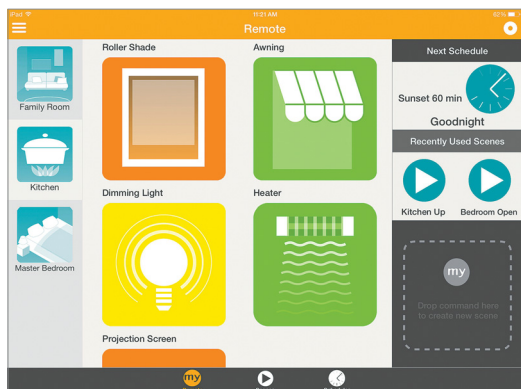 iPad
11:21 AM
62%
Remote
Family Room
Kitchen
Master Bedroom
Roller Shade
Awning
Dimming Light
Heater
Projection Screen
Next Schedule
Sunset 60 min
Goodnight
Recently Used Scenes
Kitchen Up
Bedroom Open
my
Drop command here
to create new scene
my